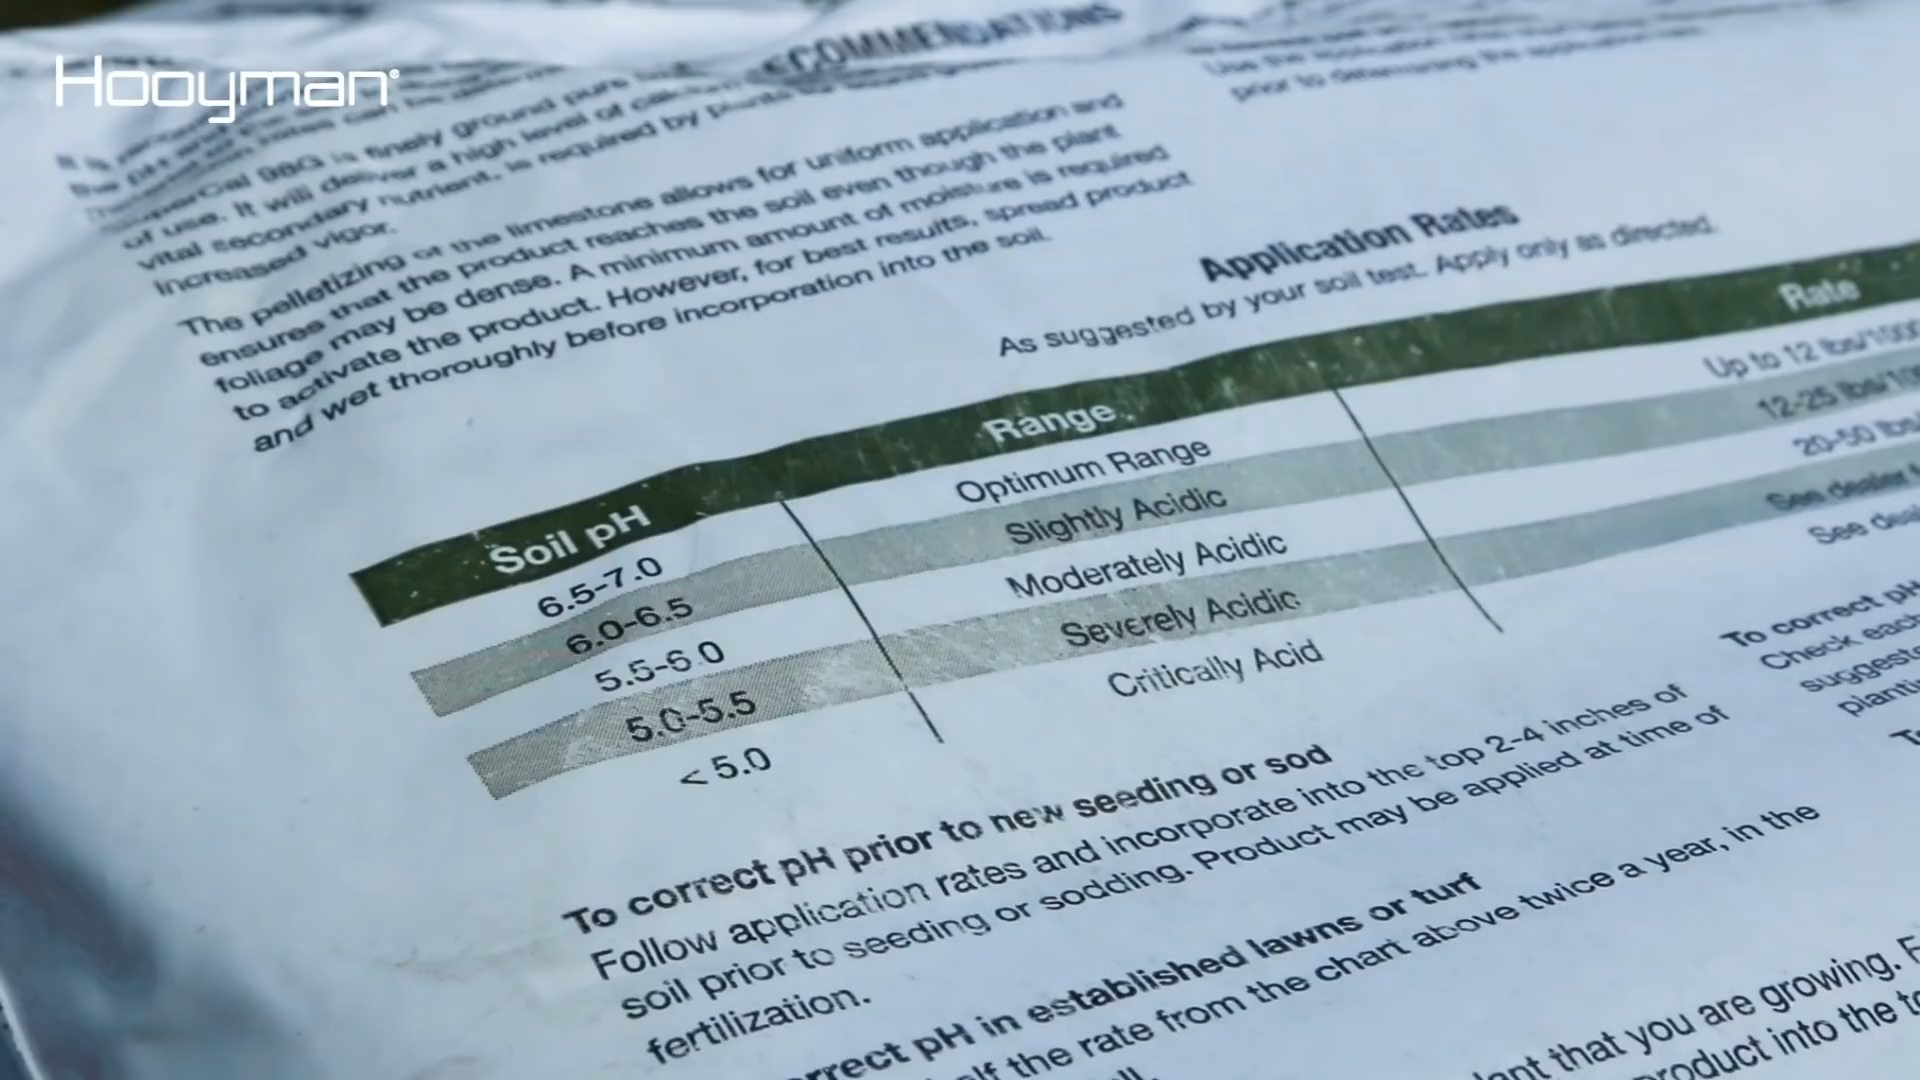 Hooyman
RECOMMENDATIONS
SuperCal 98G is finely ground pure
of use. It will deliver a high level of
vital secondary nutrient, is required by plants
increased vigor.
The pelletizing of the limestone allows for uniform application and
ensures that the product reaches the soil even though the plant
foliage may be dense. A minimum amount of moisture is required
to activate the product. However, for best results, spread product
and wet thoroughly before incorporation into the soil.
prior to determining the application
Application Rates
As suggested by your soil test. Apply only as directed.
Soil pH Range Rate
6.5-7.0 Optimum Range Up to 12 lbs/1000
6.0-6.5 Slightly Acidic 12-25 lbs/100
5.5-6.0 Moderately Acidic 20-50 lbs/
5.0-5.5 Severely Acidic See dealer
< 5.0 Critically Acid See
To correct pH prior to new seeding or sod
Follow application rates and incorporate into the top 2-4 inches of
soil prior to seeding or sodding. Product may be applied at time of
fertilization.
pH in established lawns or turf
the rate from the chart above twice a year, in the
To correct pH
Check each
planti
that you are growing.
product into the